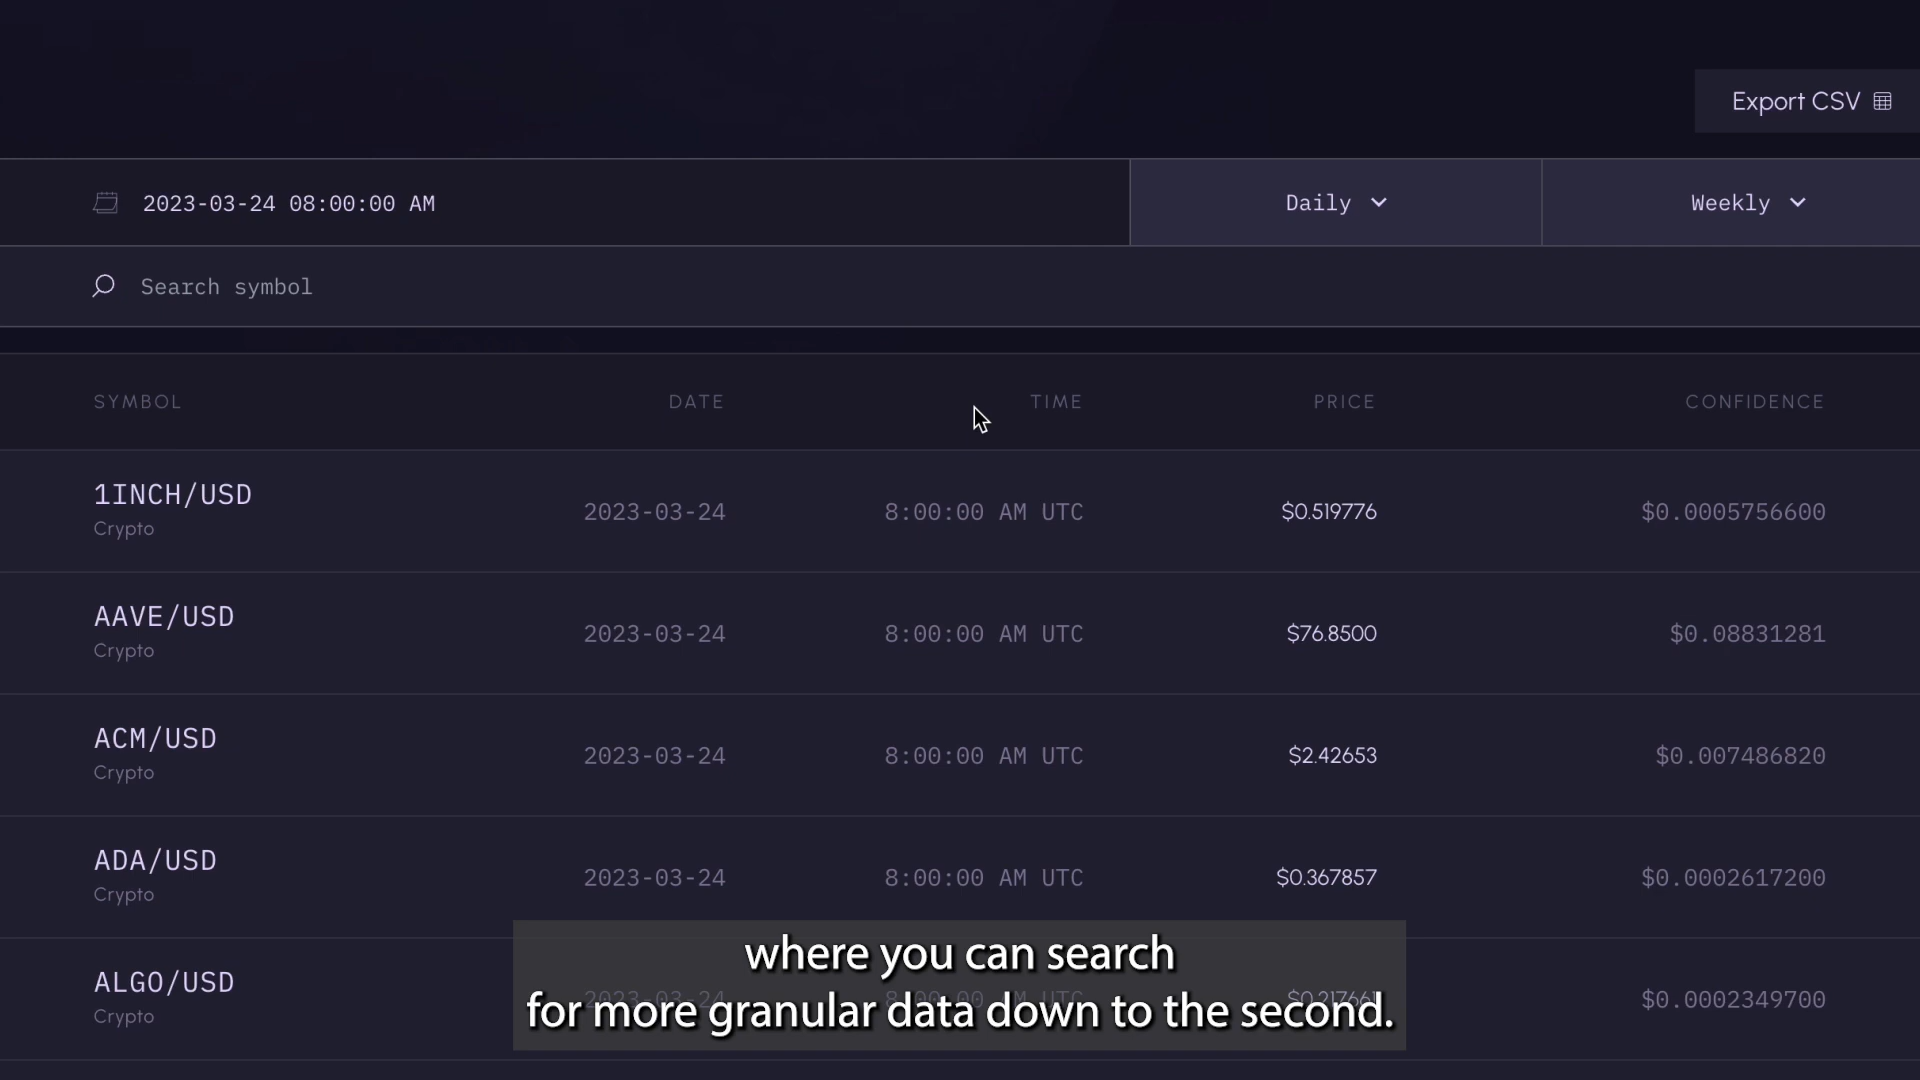 Export CSV
2023-03-24 08:00:00 AM
Daily
Weekly
Search symbol
SYMBOL DATE TIME PRICE CONFIDENCE
1INCH/USD
Crypto
2023-03-24 8:00:00 AM UTC $0.519776 $0.0005756600
AAVE/USD
Crypto
2023-03-24 8:00:00 AM UTC $76.8500 $0.08831281
ACM/USD
Crypto
2023-03-24 8:00:00 AM UTC $2.42653 $0.007486820
ADA/USD
Crypto
2023-03-24 8:00:00 AM UTC $0.367857 $0.0002617200
ALGO/USD
Crypto
$0.0002349700
where you can search
for more granular data down to the second.